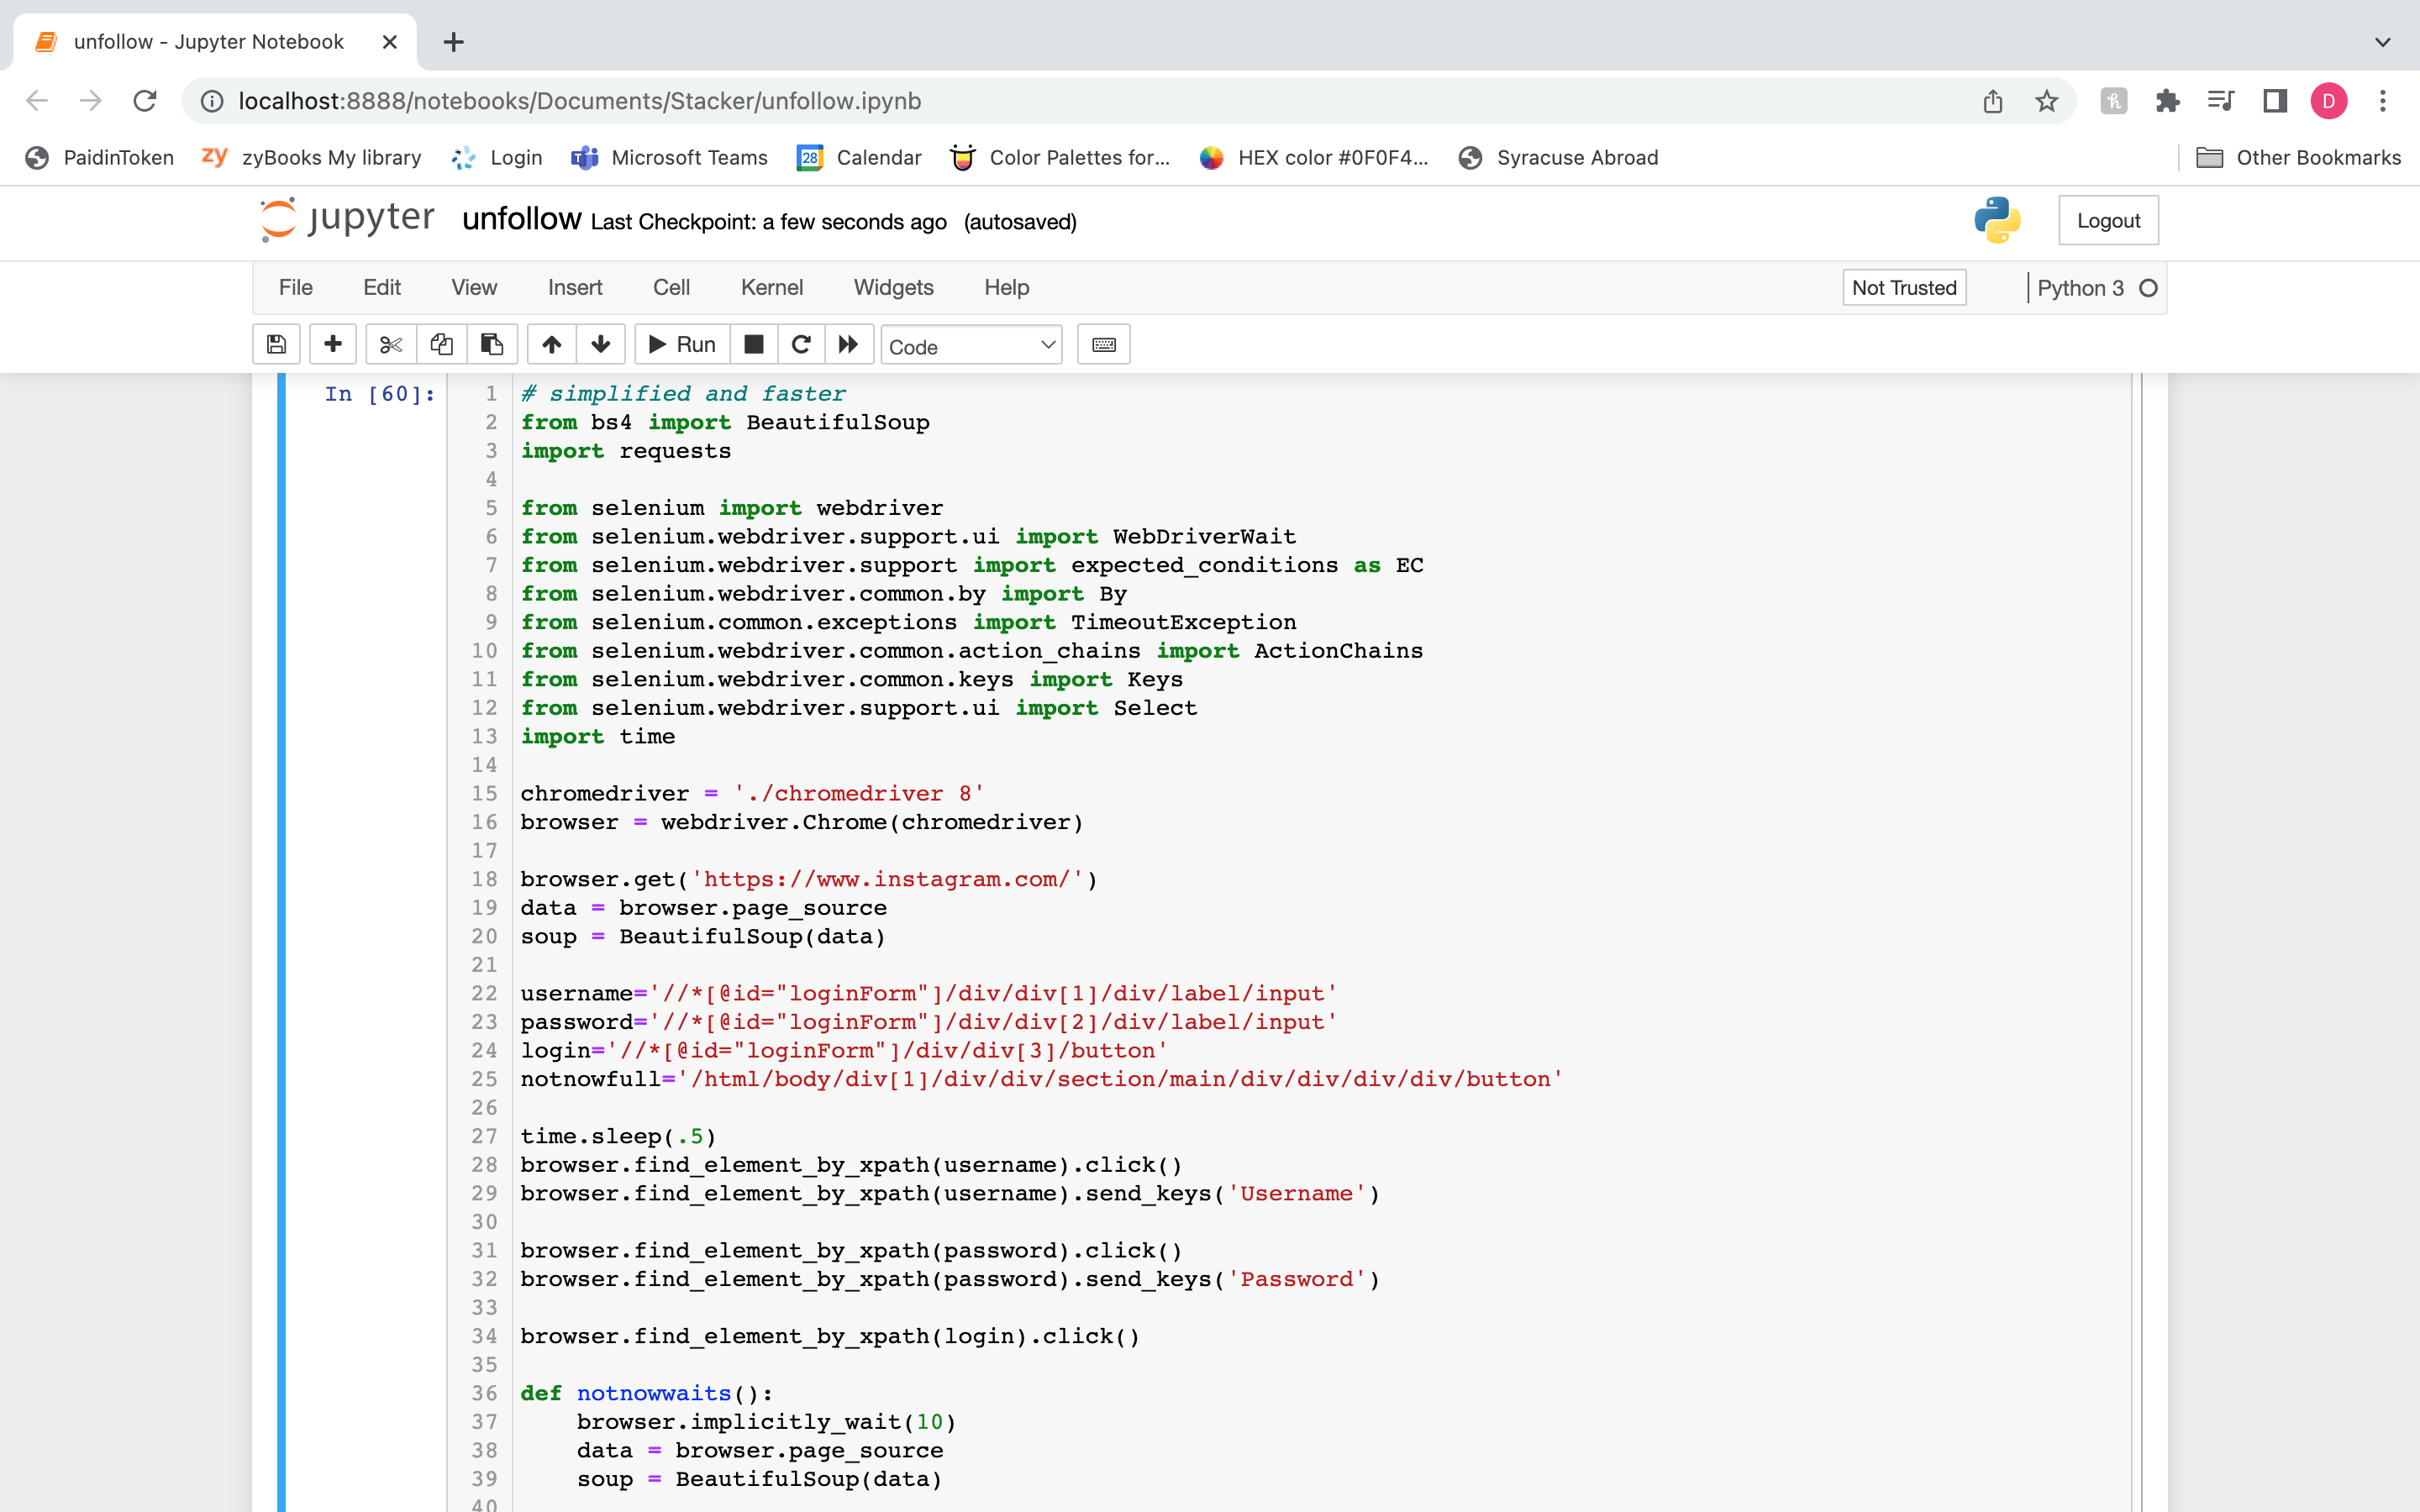 unfollow - Jupyter Notebook
localhost:8888/notebooks/Documents/Stacker/unfollow.ipynb
D
PaidinToken zyBooks My library Login Microsoft Teams 28 Calendar Color Palettes for... HEX color #0F0F4... Syracuse Abroad Other Bookmarks
jupyter unfollow Last Checkpoint: a few seconds ago (autosaved) Logout
File Edit View Insert Cell Kernel Widgets Help Not Trusted Python 3
Run Code
In [60]:
1 # simplified and faster
2 from bs4 import BeautifulSoup
3 import requests
4
5 from selenium import webdriver
6 from selenium.webdriver.support.ui import WebDriverWait
7 from selenium.webdriver.support import expected_conditions as EC
8 from selenium.webdriver.common.by import By
9 from selenium.common.exceptions import TimeoutException
10 from selenium.webdriver.common.action_chains import ActionChains
11 from selenium.webdriver.common.keys import Keys
12 from selenium.webdriver.support.ui import Select
13 import time
14
15 chromedriver = './chromedriver 8'
16 browser = webdriver.Chrome(chromedriver)
17
18 browser.get('https://www.instagram.com/')
19 data = browser.page_source
20 soup = BeautifulSoup(data)
21
22 username='//*[@id="loginForm"]/div/div[1]/div/label/input'
23 password='//*[@id="loginForm"]/div/div[2]/div/label/input'
24 login='//*[@id="loginForm"]/div/div[3]/button'
25 notnowfull='/html/body/div[1]/div/div/section/main/div/div/div/div/button'
26
27 time.sleep(.5)
28 browser.find_element_by_xpath(username).click()
29 browser.find_element_by_xpath(username).send_keys('Username')
30
31 browser.find_element_by_xpath(password).click()
32 browser.find_element_by_xpath(password).send_keys('Password')
33
34 browser.find_element_by_xpath(login).click()
35
36 def notnowwaits():
37     browser.implicitly_wait(10)
38     data = browser.page_source
39     soup = BeautifulSoup(data)
40